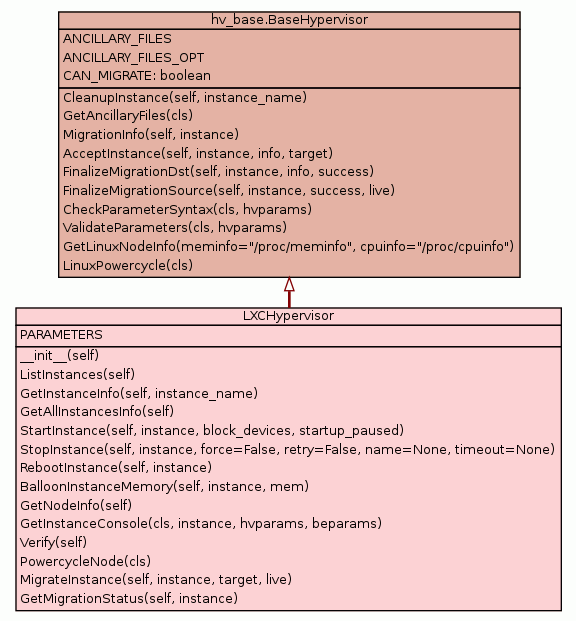 hv_base.BaseHypervisor
ANCILLARY_FILES
ANCILLARY_FILES_OPT
CAN_MIGRATE: boolean
CleanupInstance(self, instance_name)
GetAncillaryFiles(cls)
MigrationInfo(self, instance)
AcceptInstance(self, instance, info, target)
FinalizeMigrationDst(self, instance, info, success)
FinalizeMigrationSource(self, instance, success, live)
CheckParameterSyntax(cls, hvparams)
ValidateParameters(cls, hvparams)
GetLinuxNodeInfo(meminfo="/proc/meminfo", cpuinfo="/proc/cpuinfo")
LinuxPowercycle(cls)
LXCHypervisor
PARAMETERS
__init__(self)
ListInstances(self)
GetInstanceInfo(self, instance_name)
GetAllInstancesInfo(self)
StartInstance(self, instance, block_devices, startup_paused)
StopInstance(self, instance, force=False, retry=False, name=None, timeout=None)
RebootInstance(self, instance)
BalloonInstanceMemory(self, instance, mem)
GetNodeInfo(self)
GetInstanceConsole(cls, instance, hvparams, beparams)
Verify(self)
PowercycleNode(cls)
MigrateInstance(self, instance, target, live)
GetMigrationStatus(self, instance)